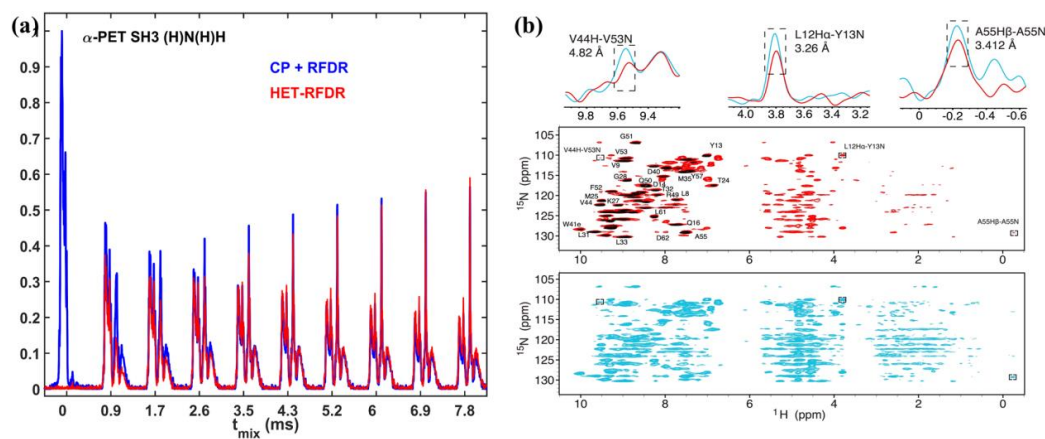 (a)
α-PET SH3 (H)N(H)H
CP + RFDR
HET-RFDR
1
0.9
0.8
0.7
0.6
0.5
0.4
0.3
0.2
0.1
0
0 0.9 1.7 2.6 3.5 4.3 5.2 6 6.9 7.8
tmix (ms)
(b)
V44H-V53N
4.82 Å
9.8 9.6 9.4
L12Hα-Y13N
3.26 Å
4.0 3.8 3.6 3.4 3.2
A55Hβ-A55N
3.412 Å
0 -0.2 -0.4 -0.6
105
110
115
120
125
130
15N (ppm)
G51
V44H-V53N
V53
V9
G28
D40
Y13
L12Hα-Y13N
M35
Y57
T24
Q50
D14
T32
R49
L8
F52
M25
V44
K27
L61
W41e
L31
L33
D62
Q16
A55
A55Hβ-A55N
10 8 6 4 2 0
105
110
115
120
125
130
15N (ppm)
10 8 6 4 2 0
1H (ppm)